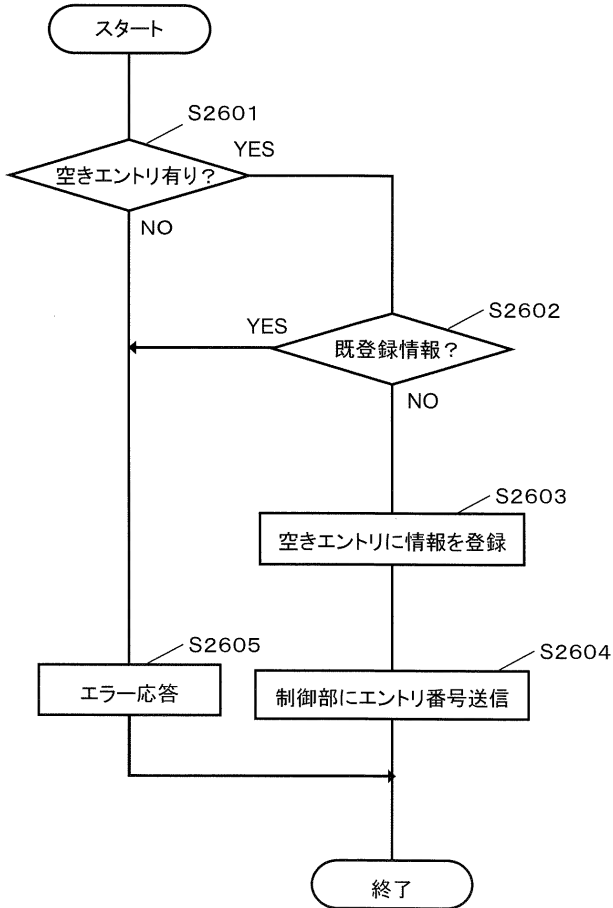 スタート
S2601
空きエントリ有り?
YES
NO
S2602
YES
既登録情報?
NO
S2603
空きエントリに情報を登録
S2605
エラー応答
S2604
制御部にエントリ番号送信
終了